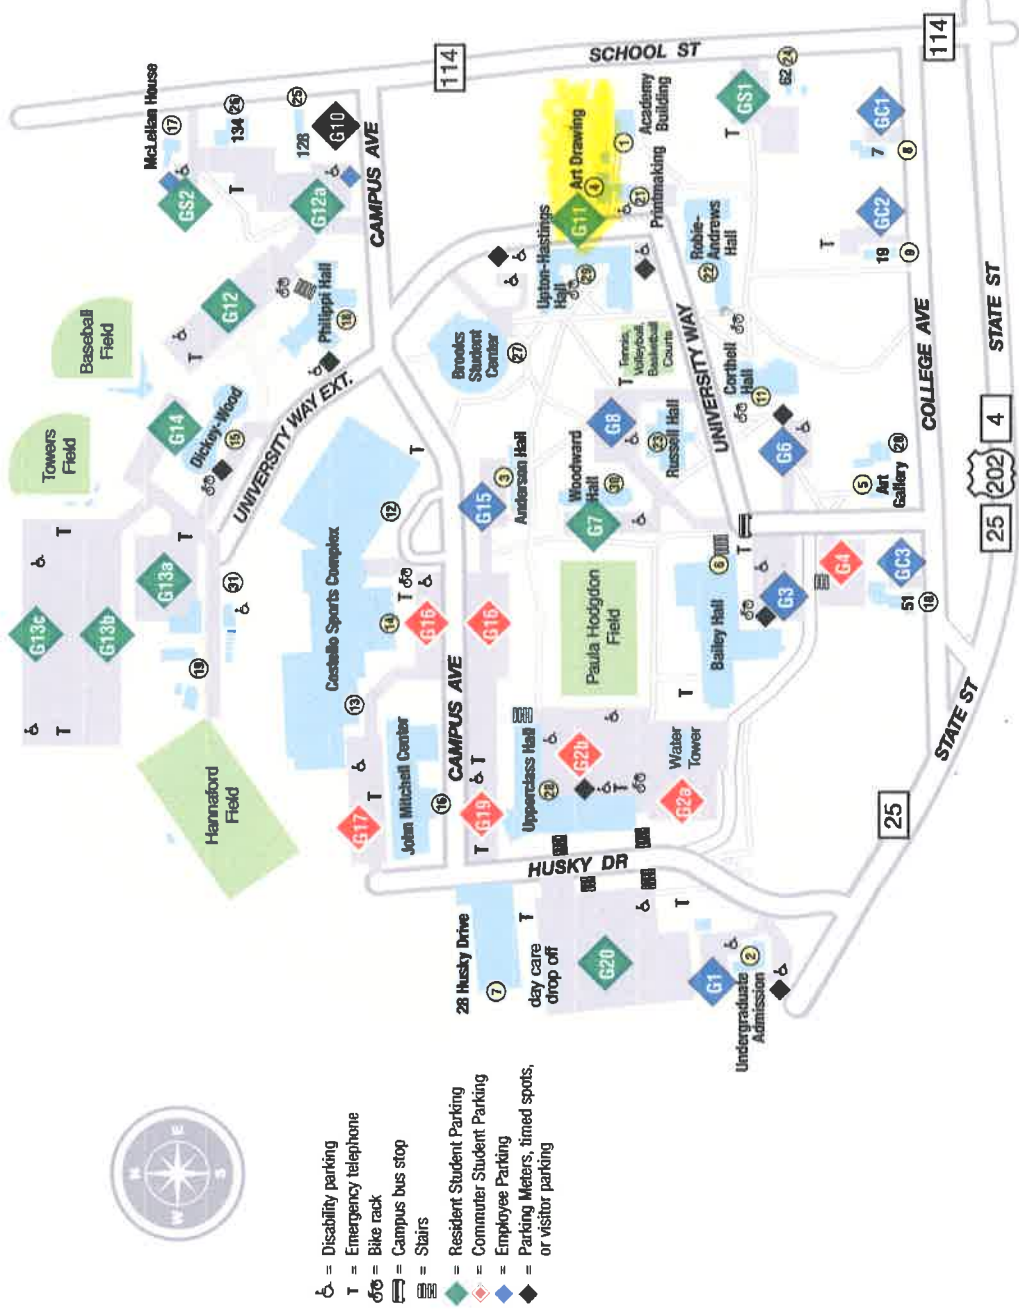 McLellan House
17
134
26
128
25
G10
GS2
G12a
CAMPUS AVE
114
SCHOOL ST
114
Baseball
Field
G12
Philippi Hall
18
Towers
Field
G14
Dickey-Wood
15
UNIVERSITY WAY EXT.
Art Drawing
4
G11
Academy
Building
1
21
Printmaking
62
24
GS1
GC1
7
8
GC2
19
9
Upton-Hastings
Hall
29
Robie-
Andrews
Hall
22
Brooks
Student
Center
27
Tennis,
Volleyball,
Basketball
Courts
UNIVERSITY WAY
Corthell
Hall
11
COLLEGE AVE
STATE ST
G8
Russell Hall
23
Woodward
Hall
30
G7
G6
5
Art
Gallery
28
4
202
25
G15
3
Anderson Hall
12
Costello Sports Complex
G13c
G13b
G13a
31
19
14
G16
G16
13
CAMPUS AVE
Paula Hodgdon
Field
6
Bailey Hall
G3
G4
GC3
51
18
STATE ST
25
Hannaford
Field
G17
John Mitchell Center
16
G19
Upperclass Hall
28
G2b
Water
Tower
G2a
HUSKY DR
28 Husky Drive
7
day care
drop off
G20
G1
2
Undergraduate
Admission
N
E
S
W
= Disability parking
T = Emergency telephone
= Bike rack
= Campus bus stop
= Stairs
= Resident Student Parking
= Commuter Student Parking
= Employee Parking
= Parking Meters, timed spots,
or visitor parking